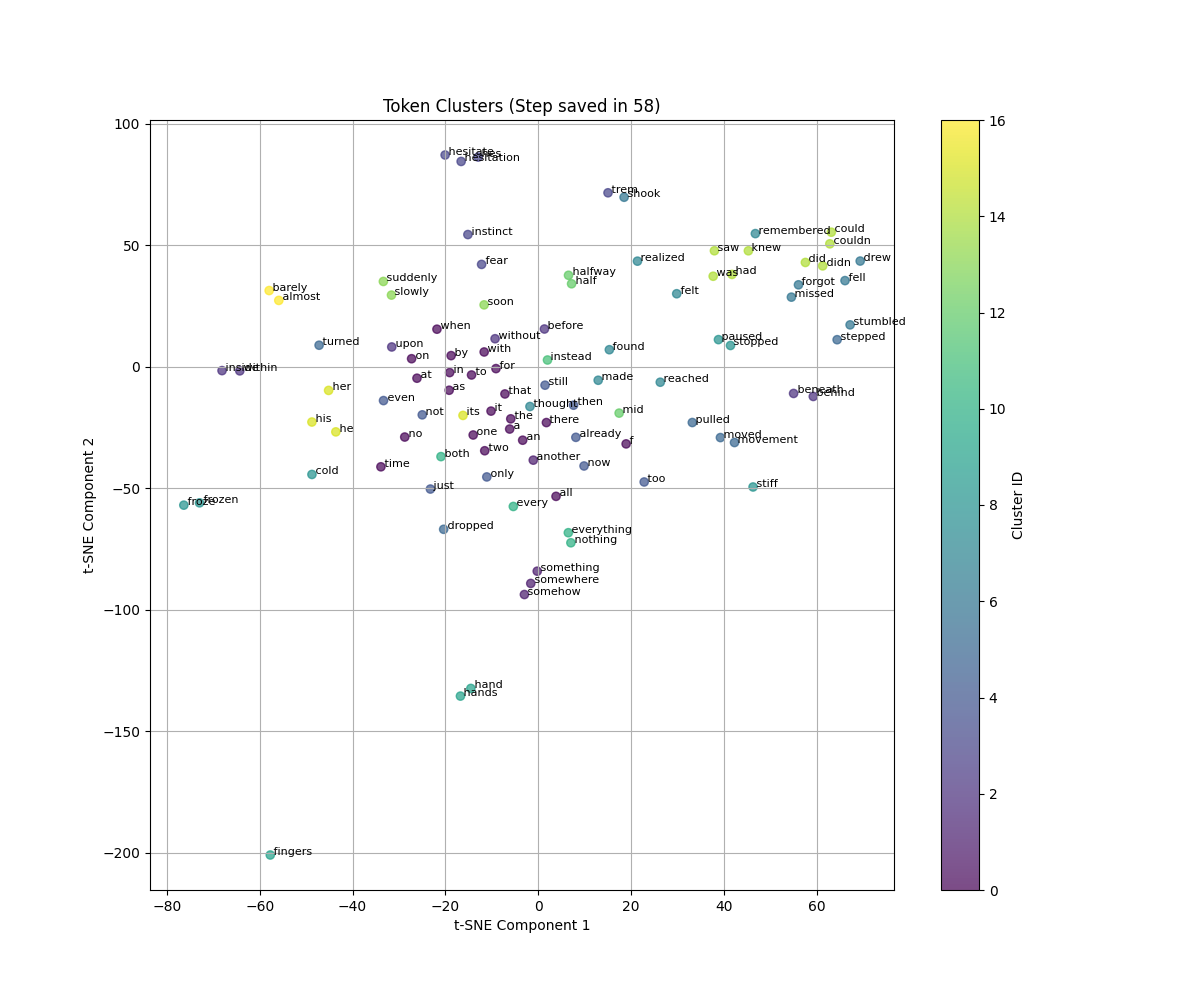 Token Clusters (Step saved in 58)
100
50
0
−50
−100
−150
−200
t-SNE Component 2
−80
−60
−40
−20
0
20
40
60
t-SNE Component 1
hesitate
hesitation
trem
shook
instinct
fear
remembered
could
couldn
saw
knew
realized
did
didn
drew
was
had
halfway
half
suddenly
slowly
forgot
fell
felt
missed
barely
almost
soon
when
before
stumbled
upon
without
turned
paused
stopped
stepped
on
by
with
found
instead
inside
within
in
to
for
at
still
made
reached
her
as
that
beneath
behind
even
thought
then
not
its
it
mid
his
the
there
pulled
he
a
no
one
an
already
moved
movement
f
both
two
another
time
now
cold
only
too
just
stiff
all
froze
frozen
every
dropped
everything
nothing
something
somewhere
somehow
hand
hands
fingers
16
14
12
10
8
6
4
2
0
Cluster ID